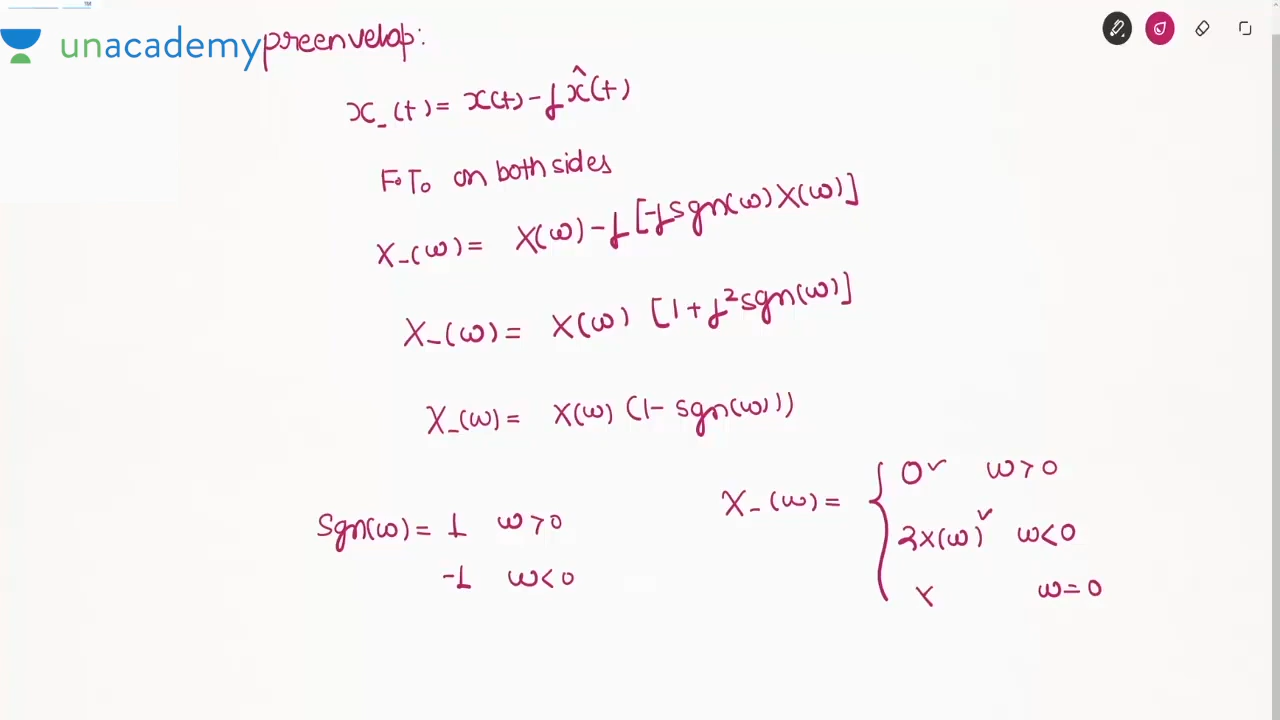 unacademy preenvelop:
x_(t) = x(t) - j x̂(t)
F.T. on both sides
X_(ω) = X(ω) - j [-j sgn(ω) X(ω)]
X_(ω) = X(ω) [1 + j² sgn(ω)]
X_(ω) = X(ω) (1 - sgn(ω))
Sgn(ω) = 1 ω > 0
-1 ω < 0
X_(ω) = { 0 ✓ ω > 0
2X(ω) ✓ ω < 0
ω = 0